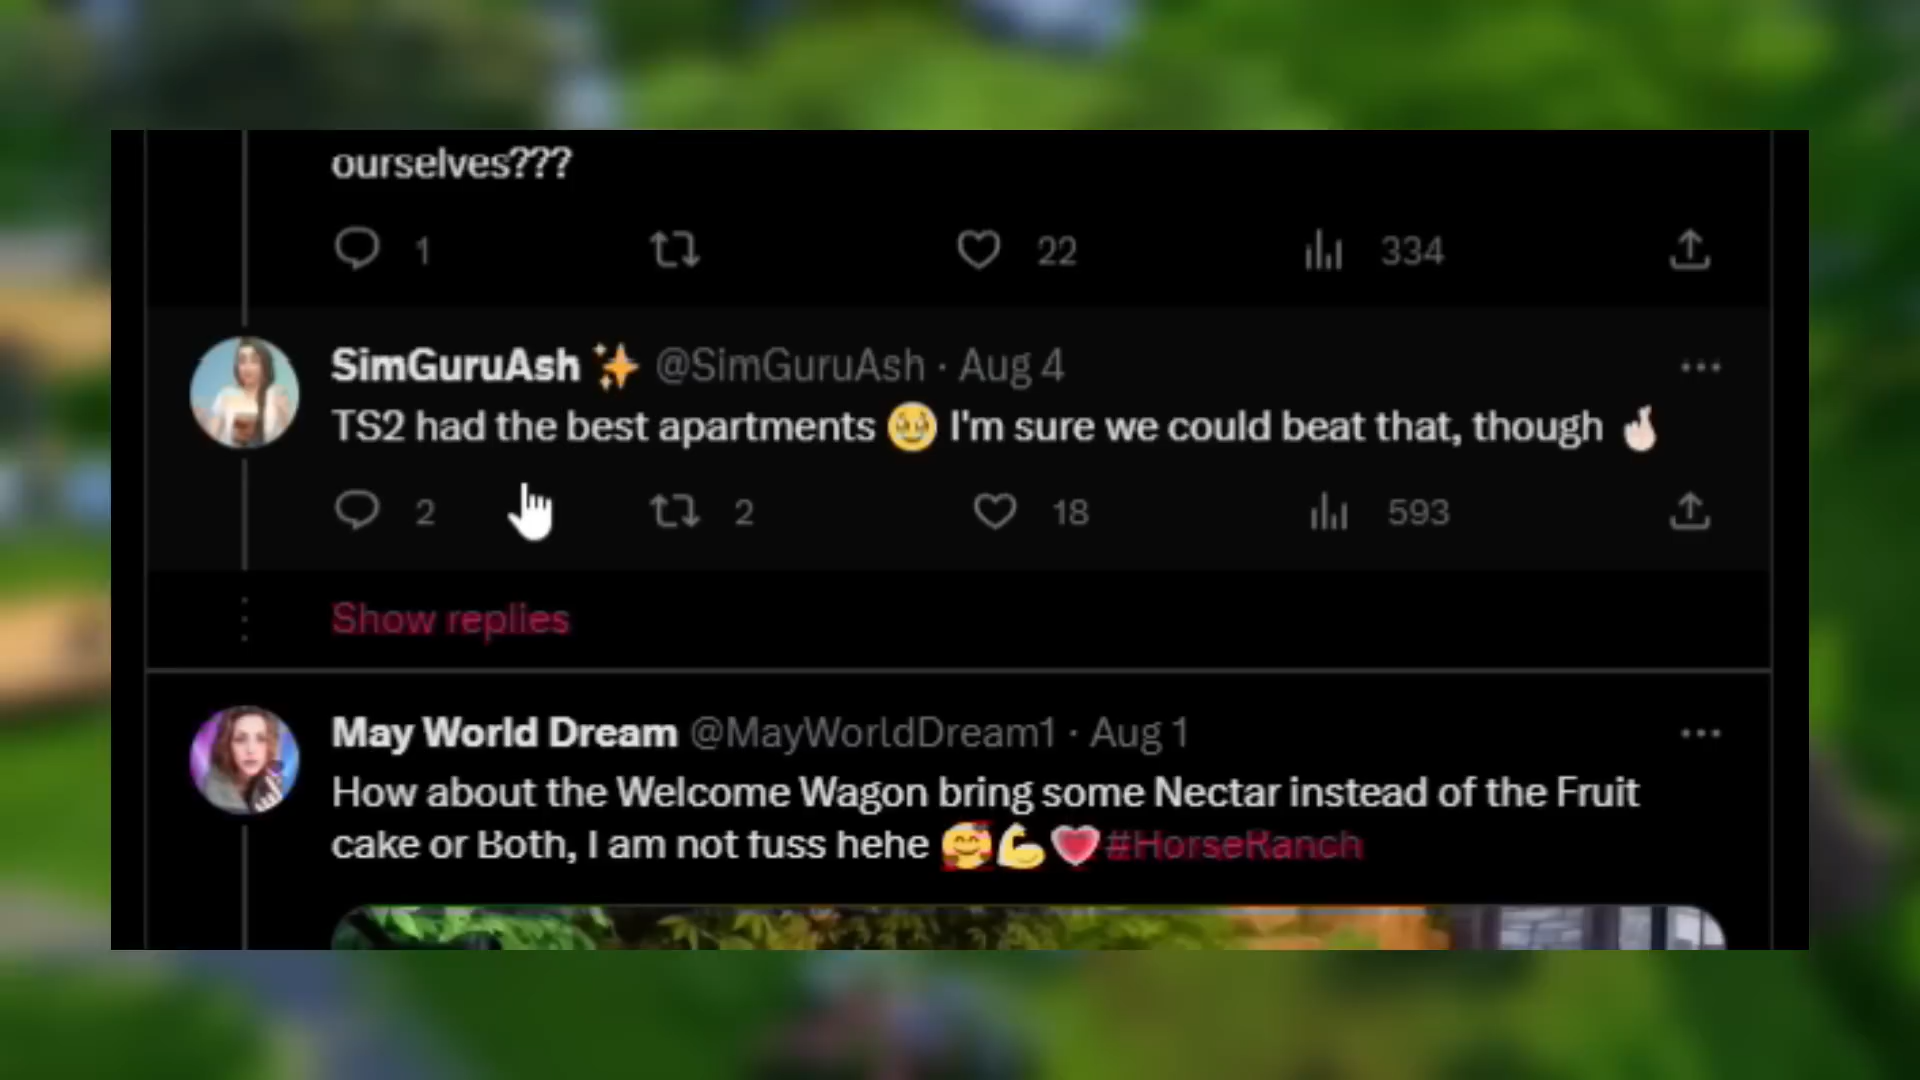 ourselves???
1 22 334
SimGuruAsh ✨ @SimGuruAsh · Aug 4
TS2 had the best apartments 🥹 I'm sure we could beat that, though 🤞🏻
2 2 18 593
Show replies
May World Dream @MayWorldDream1 · Aug 1
How about the Welcome Wagon bring some Nectar instead of the Fruit
cake or Both, I am not fuss hehe 🥰💪❤️#HorseRanch